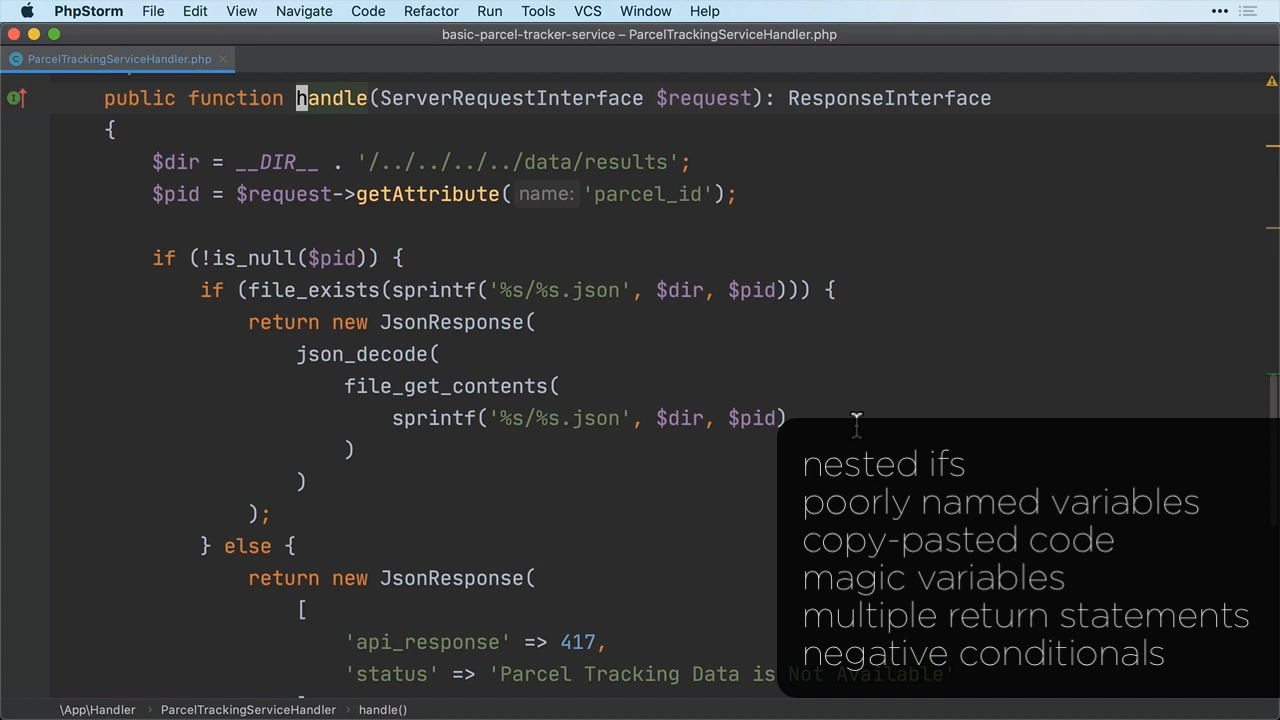 PhpStorm File Edit View Navigate Code Refactor Run Tools VCS Window Help
basic-parcel-tracker-service – ParcelTrackingServiceHandler.php
ParcelTrackingServiceHandler.php
public function handle(ServerRequestInterface $request): ResponseInterface
{
$dir = __DIR__ . '/../../../../data/results';
$pid = $request->getAttribute( name: 'parcel_id');
if (!is_null($pid)) {
if (file_exists(sprintf('%s/%s.json', $dir, $pid))) {
return new JsonResponse(
json_decode(
file_get_contents(
sprintf('%s/%s.json', $dir, $pid)
)
)
);
} else {
return new JsonResponse(
[
'api_response' => 417,
'status' => 'Parcel Tracking Data is Not Available'
nested ifs
poorly named variables
copy-pasted code
magic variables
multiple return statements
negative conditionals
\App\Handler ParcelTrackingServiceHandler handle()